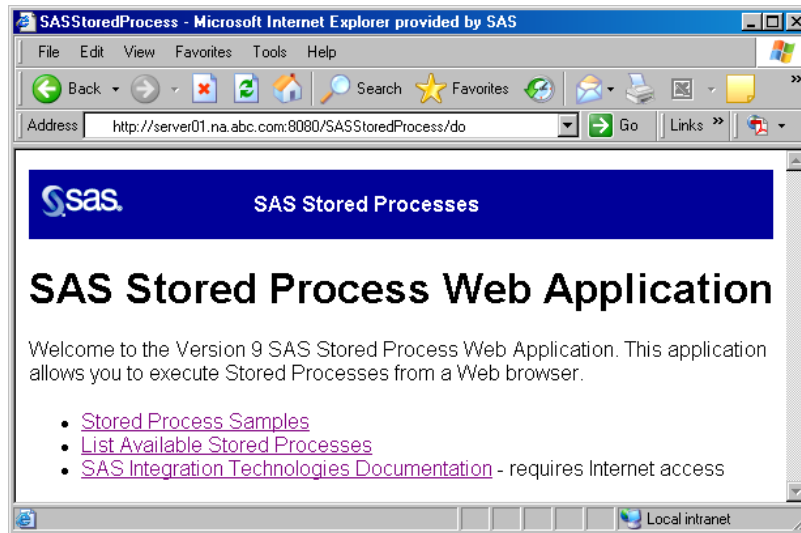 SASStoredProcess - Microsoft Internet Explorer provided by SAS
File Edit View Favorites Tools Help
Back Search Favorites »
Address http://server01.na.abc.com:8080/SASStoredProcess/do Go Links »
sas. SAS Stored Processes
SAS Stored Process Web Application
Welcome to the Version 9 SAS Stored Process Web Application. This application
allows you to execute Stored Processes from a Web browser.
• Stored Process Samples
• List Available Stored Processes
• SAS Integration Technologies Documentation - requires Internet access
Local intranet